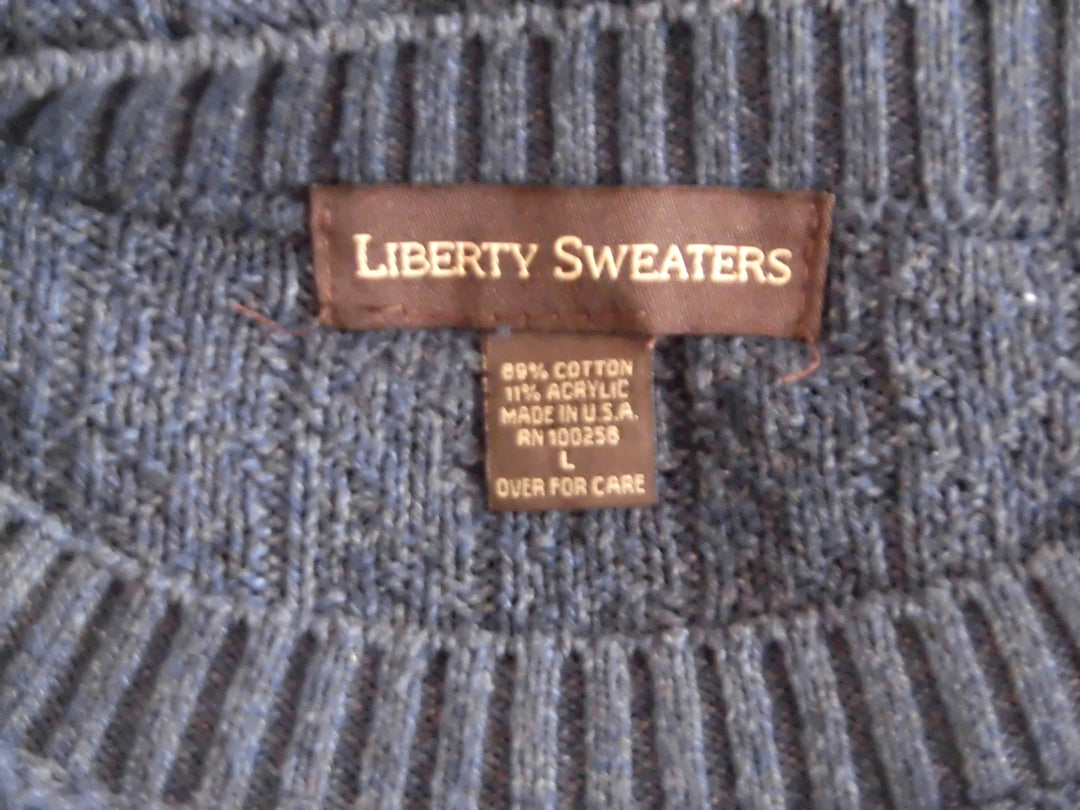 LIBERTY SWEATERS
89% COTTON
11% ACRYLIC
MADE IN U.S.A.
RN 100258
L
OVER FOR CARE